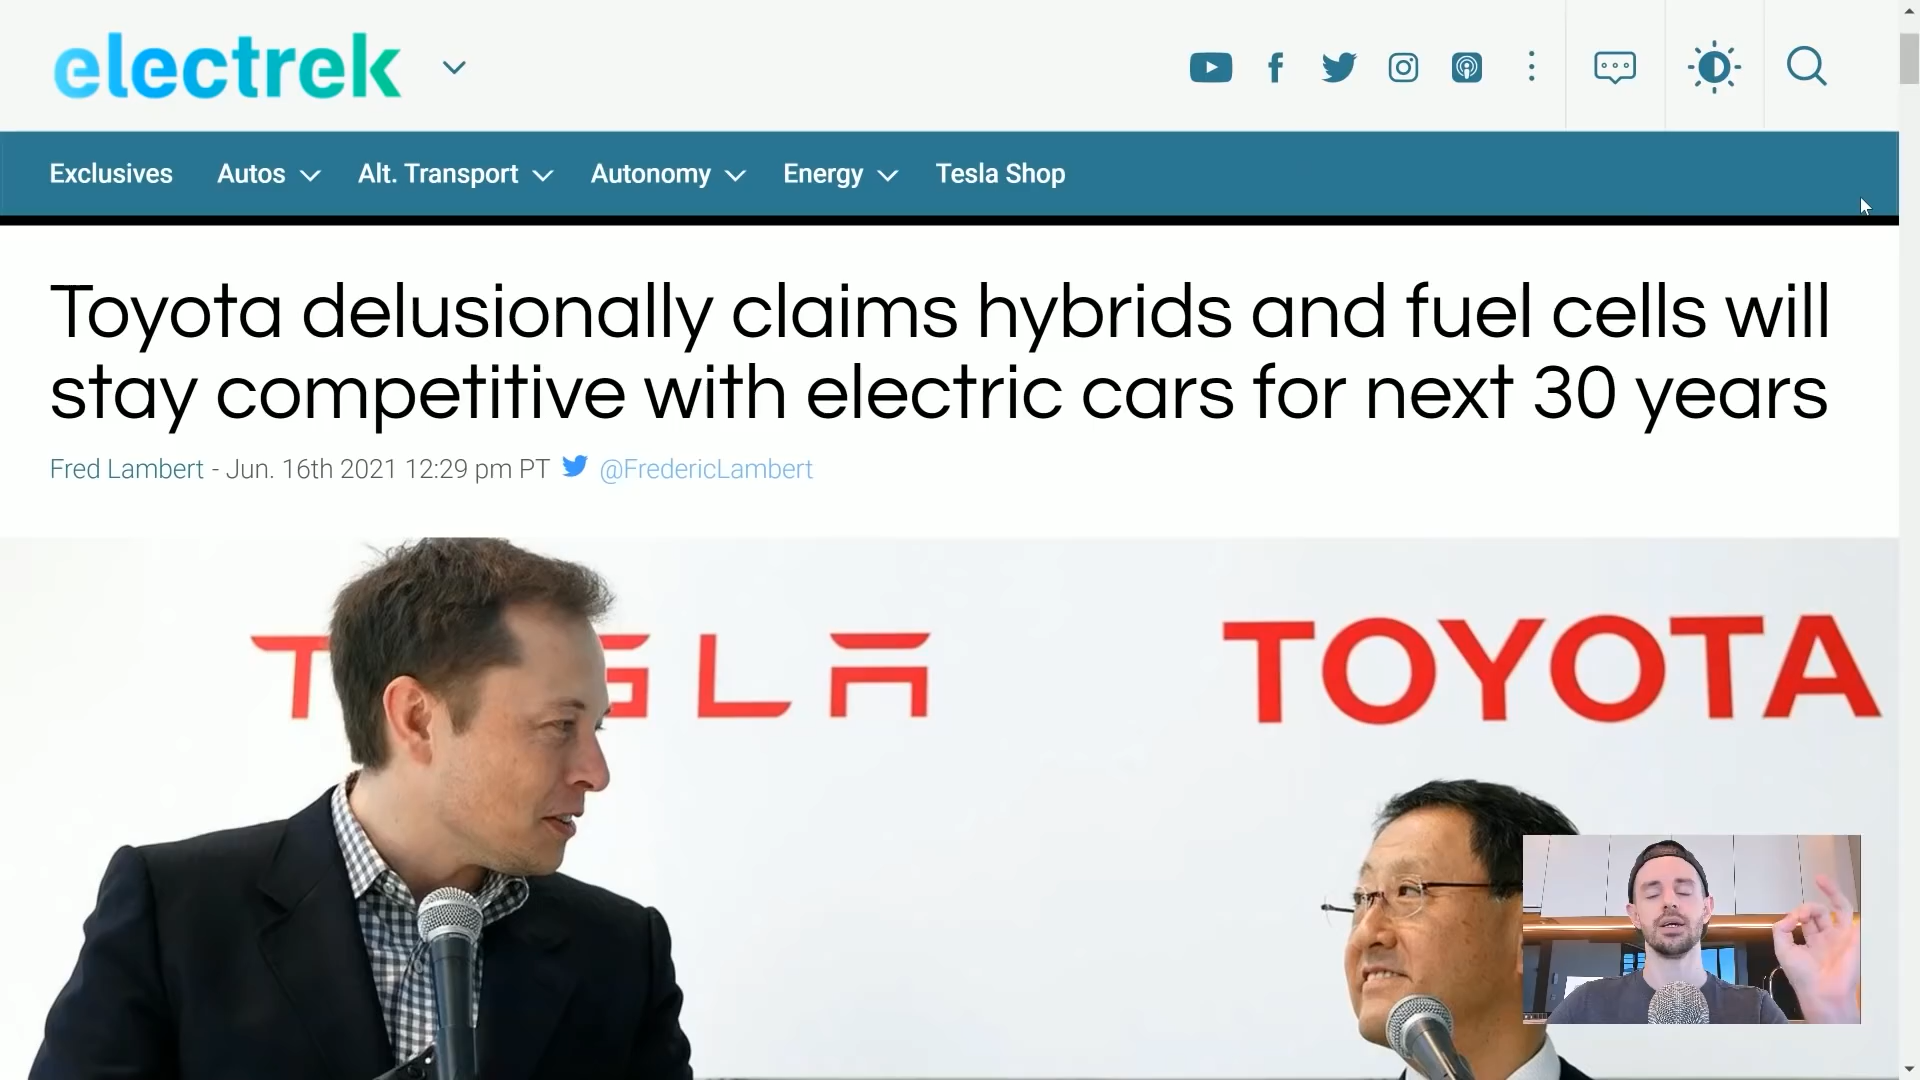 electrek
Exclusives Autos Alt. Transport Autonomy Energy Tesla Shop
Toyota delusionally claims hybrids and fuel cells will
stay competitive with electric cars for next 30 years
Fred Lambert - Jun. 16th 2021 12:29 pm PT @FredericLambert
TESLA TOYOTA